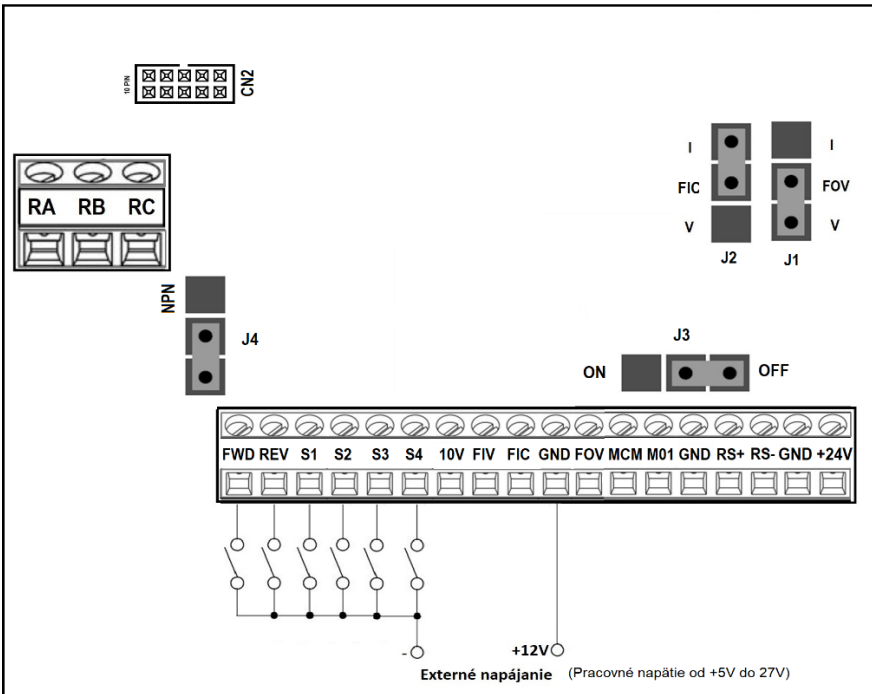 10 PIN
CN2
RA RB RC
I I
FIC FOV
V V
J2 J1
NPN
J4
J3
ON OFF
FWD REV S1 S2 S3 S4 10V FIV FIC GND FOV MCM M01 GND RS+ RS- GND +24V
- +12V
Externé napájanie (Pracovné napätie od +5V do 27V)